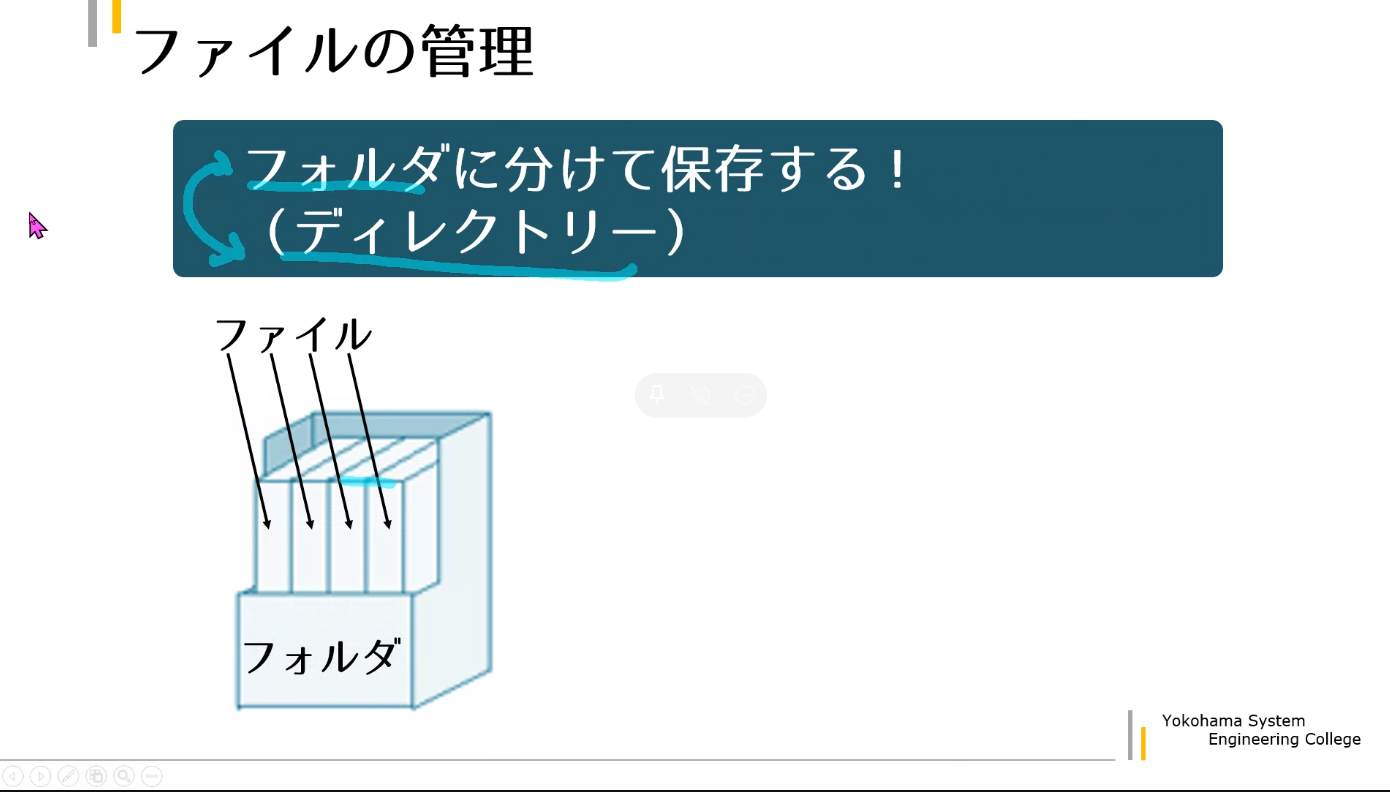 ファイルの管理
フォルダに分けて保存する！
（ディレクトリー）
ファイル
フォルダ
Yokohama System
Engineering College